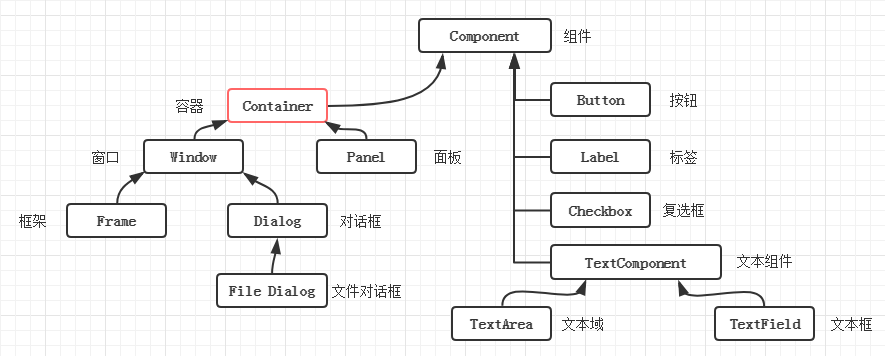 Component 组件
容器 Container
Button 按钮
窗口 Window Panel 面板 Label 标签
框架 Frame Dialog 对话框 Checkbox 复选框
TextComponent 文本组件
File Dialog 文件对话框
TextArea 文本域 TextField 文本框